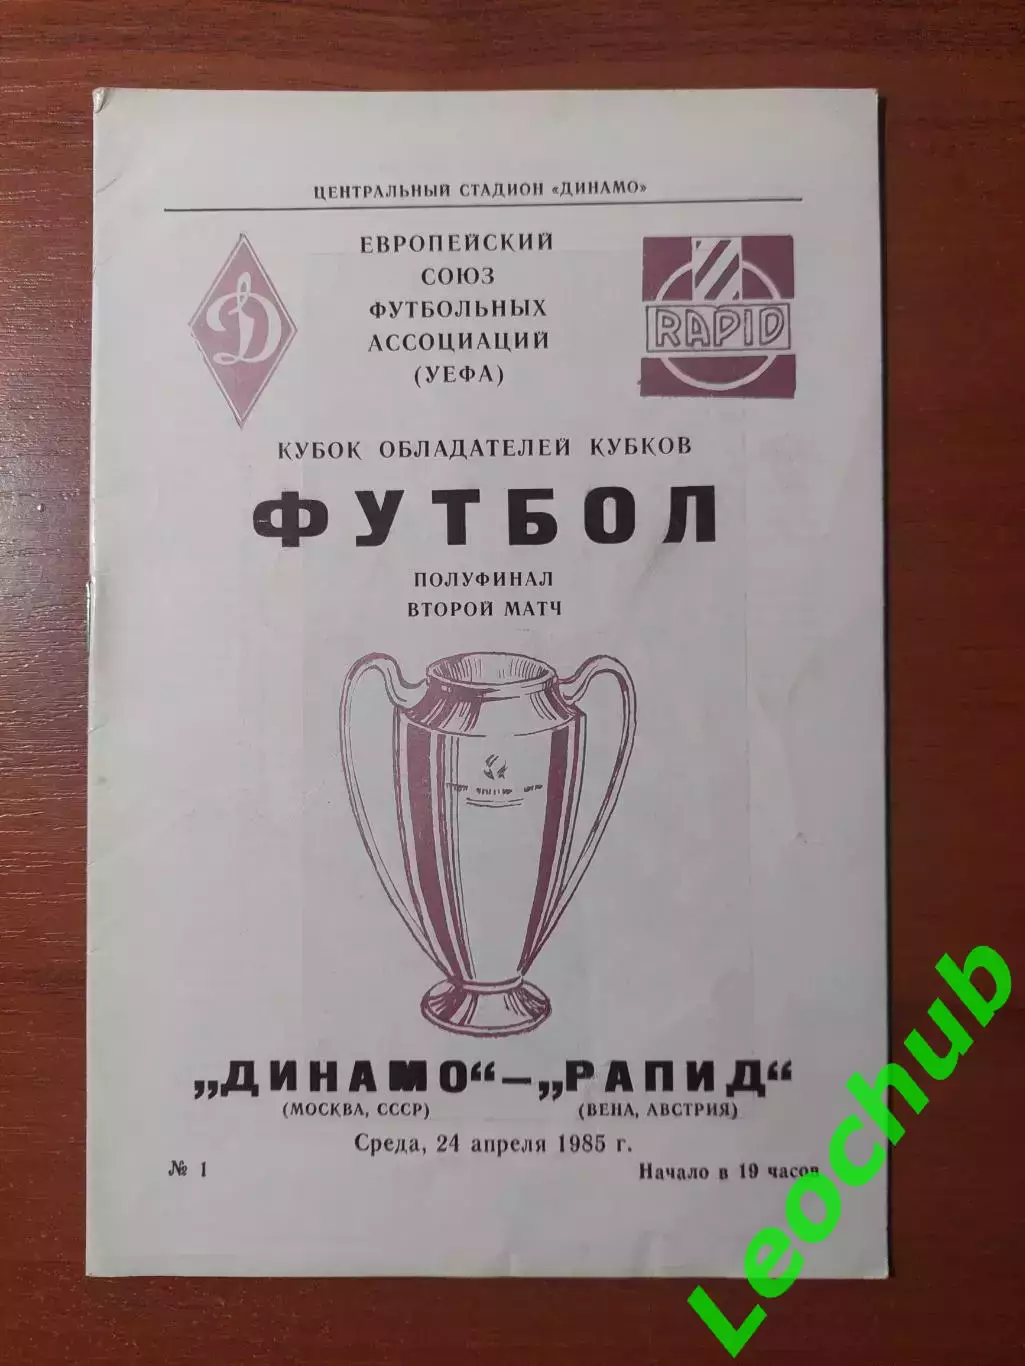 ЦЕНТРАЛЬНЫЙ СТАДИОН «ДИНАМО»
Д
ЕВРОПЕЙСКИЙ
СОЮЗ
ФУТБОЛЬНЫХ
АССОЦИАЦИЙ
(УЕФА)
RAPID
КУБОК ОБЛАДАТЕЛЕЙ КУБКОВ
ФУТБОЛ
ПОЛУФИНАЛ
ВТОРОЙ МАТЧ
„ДИНАМО“ – „РАПИД“
(МОСКВА, СССР) (ВЕНА, АВСТРИЯ)
Среда, 24 апреля 1985 г.
№ 1 Начало в 19 часов
Leochub